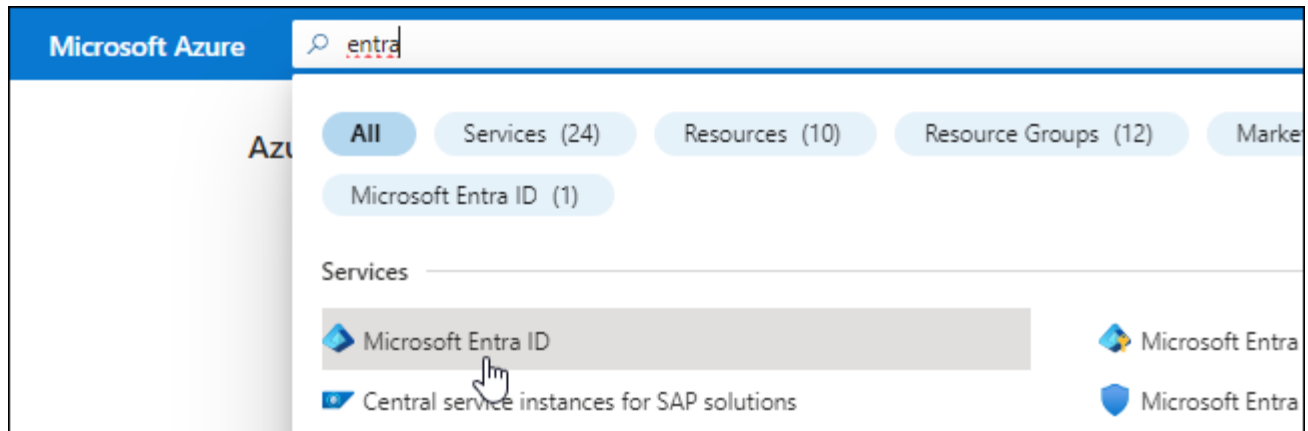 Microsoft Azure
entra
Azu
All Services (24) Resources (10) Resource Groups (12) Marke
Microsoft Entra ID (1)
Services
Microsoft Entra ID Microsoft Entra
Central service instances for SAP solutions Microsoft Entra